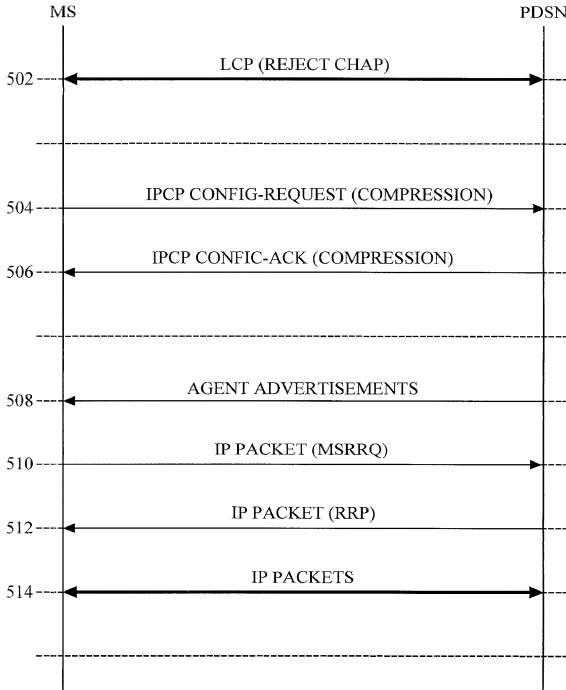 MS PDSN
LCP (REJECT CHAP)
502
IPCP CONFIG-REQUEST (COMPRESSION)
504
IPCP CONFIC-ACK (COMPRESSION)
506
AGENT ADVERTISEMENTS
508
IP PACKET (MSRRQ)
510
IP PACKET (RRP)
512
IP PACKETS
514